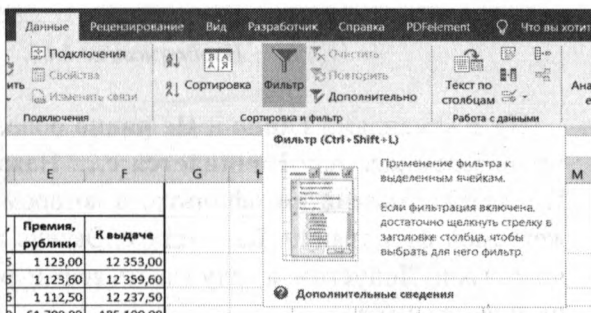 Данные Рецензирование Вид Разработчик Справка PDFelement Что вы хотит
Подключения
Свойства
Изменить связи
ить
Подключения
Сортировка
Фильтр
Очистить
Повторить
Дополнительно
Сортировка и фильтр
Текст по
столбцам
Работа с данными
Ана
Фильтр (Ctrl+Shift+L)
Применение фильтра к
выделенным ячейкам.
Если фильтрация включена,
достаточно щелкнуть стрелку в
заголовке столбца, чтобы
выбрать для него фильтр.
Дополнительные сведения
E F G H M
Премия,
рублики
К выдаче
1 123,00 12 353,00
1 123,60 12 359,60
1 112,50 12 237,50